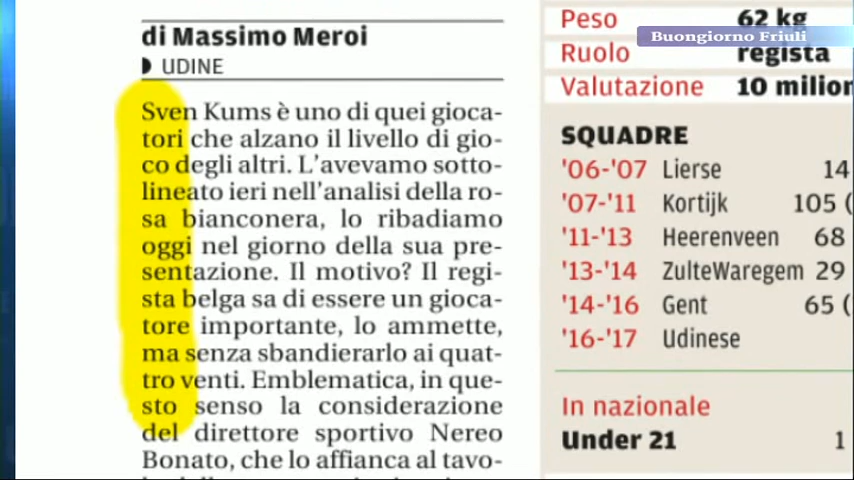 di Massimo Meroi
UDINE
Sven Kums è uno di quei gioca-
tori che alzano il livello di gio-
co degli altri. L'avevamo sotto-
lineato ieri nell'analisi della ro-
sa bianconera, lo ribadiamo
oggi nel giorno della sua pre-
sentazione. Il motivo? Il regi-
sta belga sa di essere un gioca-
tore importante, lo ammette,
ma senza sbandierarlo ai quat-
tro venti. Emblematica, in que-
sto senso la considerazione
del direttore sportivo Nereo
Bonato, che lo affianca al tavo-
Buongiorno Friuli
Peso 62 kg
Ruolo regista
Valutazione 10 milion
SQUADRE
'06-'07 Lierse 14
'07-'11 Kortijk 105 (
'11-'13 Heerenveen 68
'13-'14 ZulteWaregem 29
'14-'16 Gent 65 (
'16-'17 Udinese
In nazionale
Under 21 1